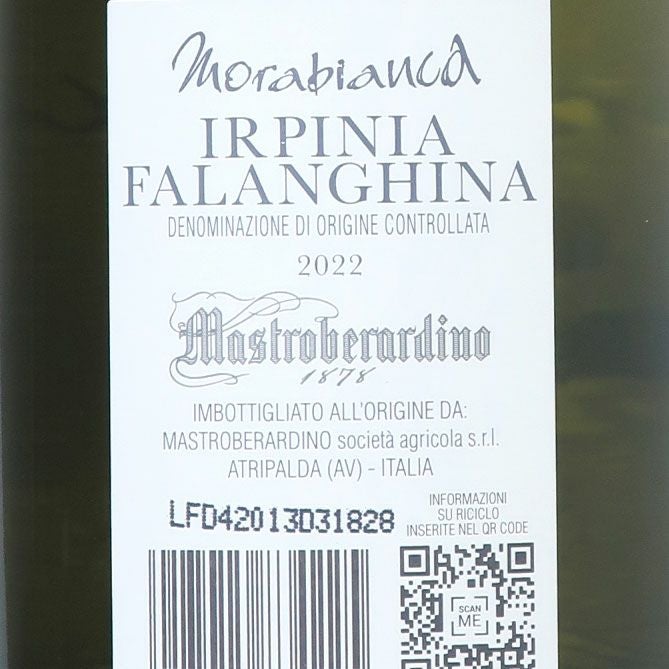 Morabianca
IRPINIA
FALANGHINA
DENOMINAZIONE DI ORIGINE CONTROLLATA
2022
Mastroberardino
1878
IMBOTTIGLIATO ALL'ORIGINE DA:
MASTROBERARDINO società agricola s.r.l.
ATRIPALDA (AV) - ITALIA
INFORMAZIONI
SU RICICLO
INSERITE NEL QR CODE
LFD42013D31828
SCAN
ME